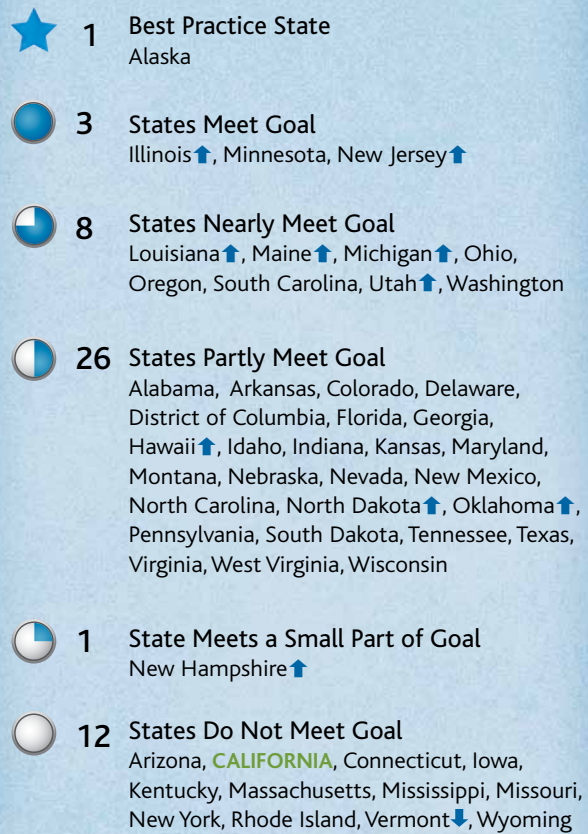 1 Best Practice State
Alaska
3 States Meet Goal
Illinois⬆, Minnesota, New Jersey⬆
8 States Nearly Meet Goal
Louisiana⬆, Maine⬆, Michigan⬆, Ohio,
Oregon, South Carolina, Utah⬆, Washington
26 States Partly Meet Goal
Alabama, Arkansas, Colorado, Delaware,
District of Columbia, Florida, Georgia,
Hawaii⬆, Idaho, Indiana, Kansas, Maryland,
Montana, Nebraska, Nevada, New Mexico,
North Carolina, North Dakota⬆, Oklahoma⬆,
Pennsylvania, South Dakota, Tennessee, Texas,
Virginia, West Virginia, Wisconsin
1 State Meets a Small Part of Goal
New Hampshire⬆
12 States Do Not Meet Goal
Arizona, CALIFORNIA, Connecticut, Iowa,
Kentucky, Massachusetts, Mississippi, Missouri,
New York, Rhode Island, Vermont⬇, Wyoming